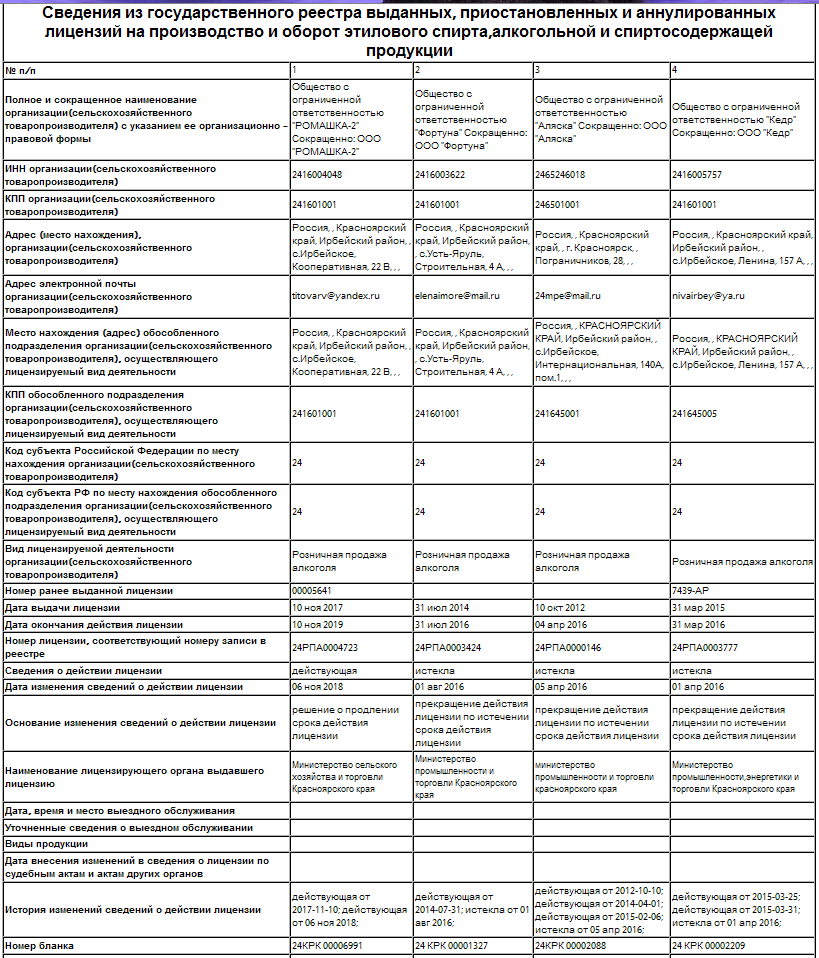 Сведения из государственного реестра выданных, приостановленных и аннулированных
лицензий на производство и оборот этилового спирта,алкогольной и спиртосодержащей
продукции
№ п/п 1 2 3 4
Полное и сокращенное наименование
организации(сельскохозяйственного
товаропроизводителя) с указанием ее организационно –
правовой формы
Общество с
ограниченной
ответственностью
"РОМАШКА-2"
Сокращенно: ООО
"РОМАШКА-2"
Общество с
ограниченной
ответственностью
"Фортуна" Сокращенно:
ООО "Фортуна"
Общество с ограниченной
ответственностью
"Аляска" Сокращенно: ООО
"Аляска"
Общество с ограниченной
ответственностью "Кедр"
Сокращенно: ООО "Кедр"
ИНН организации(сельскохозяйственного
товаропроизводителя)
2416004048 2416003622 2465246018 2416005757
КПП организации(сельскохозяйственного
товаропроизводителя)
241601001 241601001 246501001 241601001
Адрес (место нахождения),
организации(сельскохозяйственного
товаропроизводителя)
Россия, , Красноярский
край, Ирбейский район, ,
с.Ирбейское,
Кооперативная, 22 В, , ,
Россия, , Красноярский
край, Ирбейский район,
, с.Усть-Яруль,
Строительная, 4 А, , ,
Россия, , Красноярский
край, , г. Красноярск, ,
Пограничников, 28, , ,
Россия, , Красноярский край,
Ирбейский район, ,
с.Ирбейское, Ленина, 157 А, , ,
Адрес электронной почты
организации(сельскохозяйственного
товаропроизводителя)
titovarv@yandex.ru elenaimore@mail.ru 24mpe@mail.ru nivairbey@ya.ru
Место нахождения (адрес) обособленного
подразделения организации(сельскохозяйственного
товаропроизводителя), осуществляющего
лицензируемый вид деятельности
Россия, , Красноярский
край, Ирбейский район, ,
с.Ирбейское,
Кооперативная, 22 В, , ,
Россия, , Красноярский
край, Ирбейский район,
, с.Усть-Яруль,
Строительная, 4 А, , ,
Россия, , КРАСНОЯРСКИЙ
КРАЙ, Ирбейский район, ,
с.Ирбейское,
Интернациональная, 140А,
пом.1, , ,
Россия, , КРАСНОЯРСКИЙ
КРАЙ, Ирбейский район, ,
с.Ирбейское, Ленина, 157 А, , ,
КПП обособленного подразделения
организации(сельскохозяйственного
товаропроизводителя), осуществляющего
лицензируемый вид деятельности
241601001 241601001 241645001 241645005
Код субъекта Российской Федерации по месту
нахождения организации(сельскохозяйственного
товаропроизводителя)
24 24 24 24
Код субъекта РФ по месту нахождения обособленного
подразделения организации(сельскохозяйственного
товаропроизводителя), осуществляющего
лицензируемый вид деятельности
24 24 24 24
Вид лицензируемой деятельности
организации(сельскохозяйственного
товаропроизводителя)
Розничная продажа
алкоголя
Розничная продажа
алкоголя
Розничная продажа
алкоголя
Розничная продажа алкоголя
Номер ранее выданной лицензии 00005641 7439-АР
Дата выдачи лицензии 10 ноя 2017 31 июл 2014 10 окт 2012 31 мар 2015
Дата окончания действия лицензии 10 ноя 2019 31 июл 2016 04 апр 2016 31 мар 2016
Номер лицензии, соответствующий номеру записи в
реестре
24РПА0004723 24РПА0003424 24РПА0000146 24РПА0003777
Сведения о действии лицензии действующая истекла истекла истекла
Дата изменения сведений о действии лицензии 06 ноя 2018 01 авг 2016 05 апр 2016 01 апр 2016
Основание изменения сведений о действии лицензии
решение о продлении
срока действия
лицензии
прекращение действия
лицензии по истечении
срока действия
лицензии
прекращение действия
лицензии по истечении
срока действия лицензии
прекращение действия
лицензии по истечении
срока действия лицензии
Наименование лицензирующего органа выдавшего
лицензию
Министерство сельского
хозяйства и торговли
Красноярского края
Министерство
промышленности и
торговли Красноярского
края
министерство
промышленности и торговли
красноярского края
Министерство
промышленности,энергетики и
торговли Красноярского края
Дата, время и место выездного обслуживания
Уточненные сведения о выездном обслуживании
Виды продукции
Дата внесения изменений в сведения о лицензии по
судебным актам и актам других органов
История изменений сведений о действии лицензии
действующая от
2017-11-10; действующая
от 06 ноя 2018;
действующая от
2014-07-31; истекла от 01
авг 2016;
действующая от 2012-10-10;
действующая от 2014-04-01;
действующая от 2015-02-06;
истекла от 05 апр 2016;
действующая от 2015-03-25;
действующая от 2015-03-31;
истекла от 01 апр 2016;
Номер бланка 24КРК 00006991 24 КРК 00001327 24КРК 00002088 24 КРК 00002209